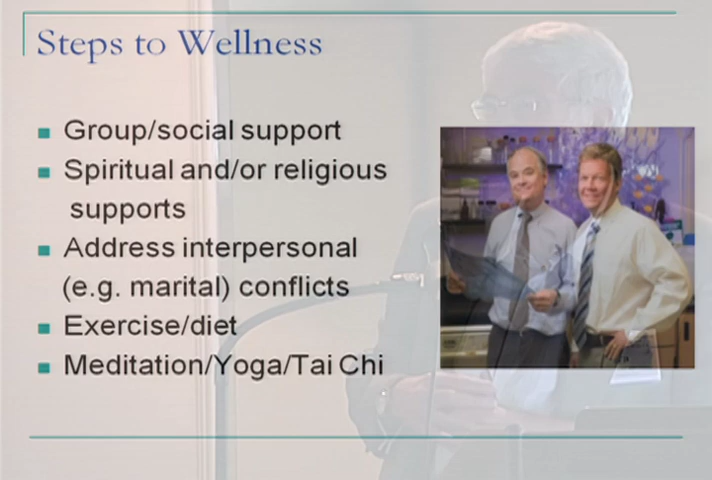 Steps to Wellness
Group/social support
Spiritual and/or religious
supports
Address interpersonal
(e.g. marital) conflicts
Exercise/diet
Meditation/Yoga/Tai Chi